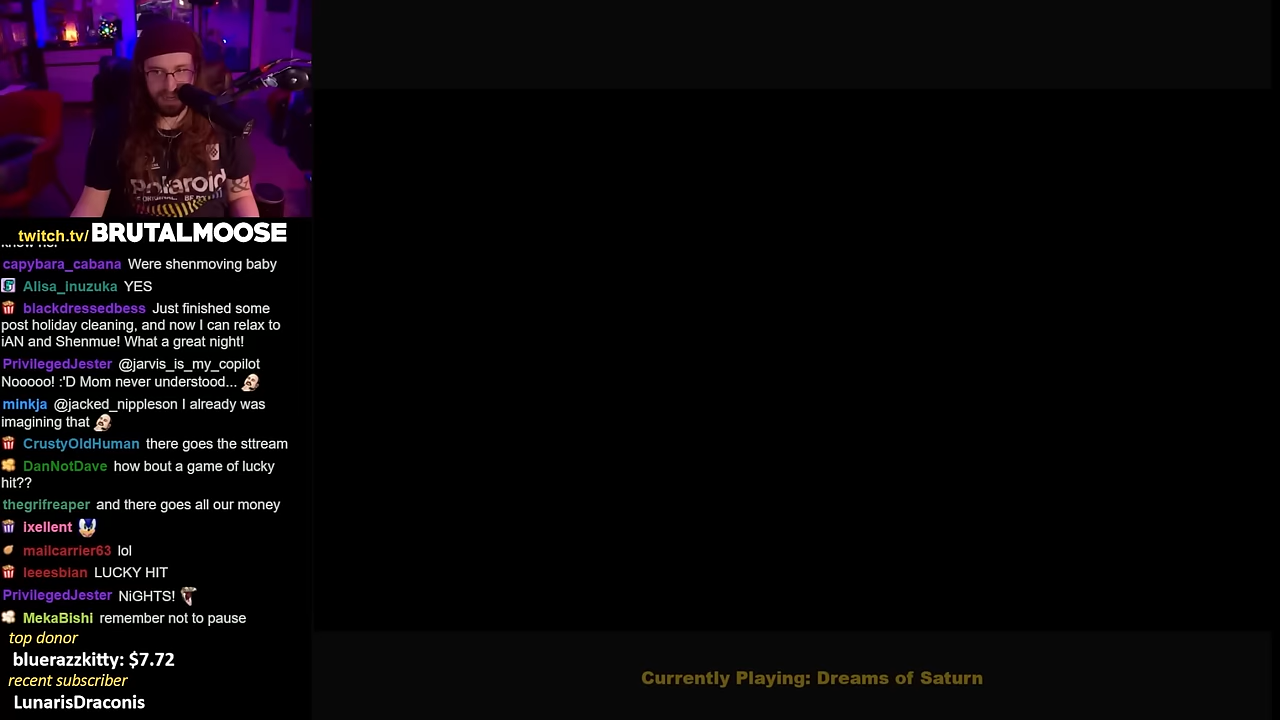 Polaroid
twitch.tv/BRUTALMOOSE
capybara_cabana Were shenmoving baby
Alisa_inuzuka YES
blackdressedbess Just finished some
post holiday cleaning, and now I can relax to
iAN and Shenmue! What a great night!
PrivilegedJester @jarvis_is_my_copilot
Nooooo! :'D Mom never understood...
minkja @jacked_nippleson I already was
imagining that
CrustyOldHuman there goes the sttream
DanNotDave how bout a game of lucky
hit??
thegrifreaper and there goes all our money
ixellent
mailcarrier63 lol
leeesbian LUCKY HIT
PrivilegedJester NiGHTS!
MekaBishi remember not to pause
top donor
bluerazzkitty: $7.72
recent subscriber
LunarisDraconis
Currently Playing: Dreams of Saturn